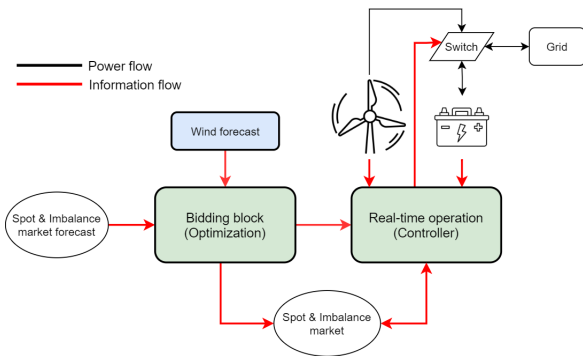 Power flow
Information flow
Switch
Grid
Wind forecast
Spot & Imbalance
market forecast
Bidding block
(Optimization)
Real-time operation
(Controller)
Spot & Imbalance
market